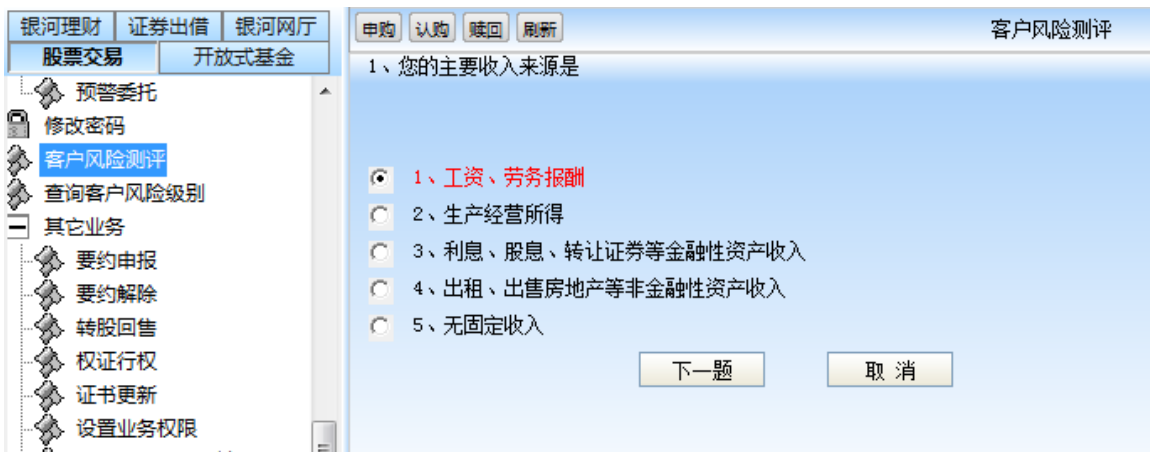 银河理财 证券出借 银河网厅
股票交易 开放式基金
预警委托
修改密码
客户风险测评
查询客户风险级别
其它业务
要约申报
要约解除
转股回售
权证行权
证书更新
设置业务权限
申购 认购 赎回 刷新 客户风险测评
1、您的主要收入来源是
1、工资、劳务报酬
2、生产经营所得
3、利息、股息、转让证券等金融性资产收入
4、出租、出售房地产等非金融性资产收入
5、无固定收入
下一题 取 消